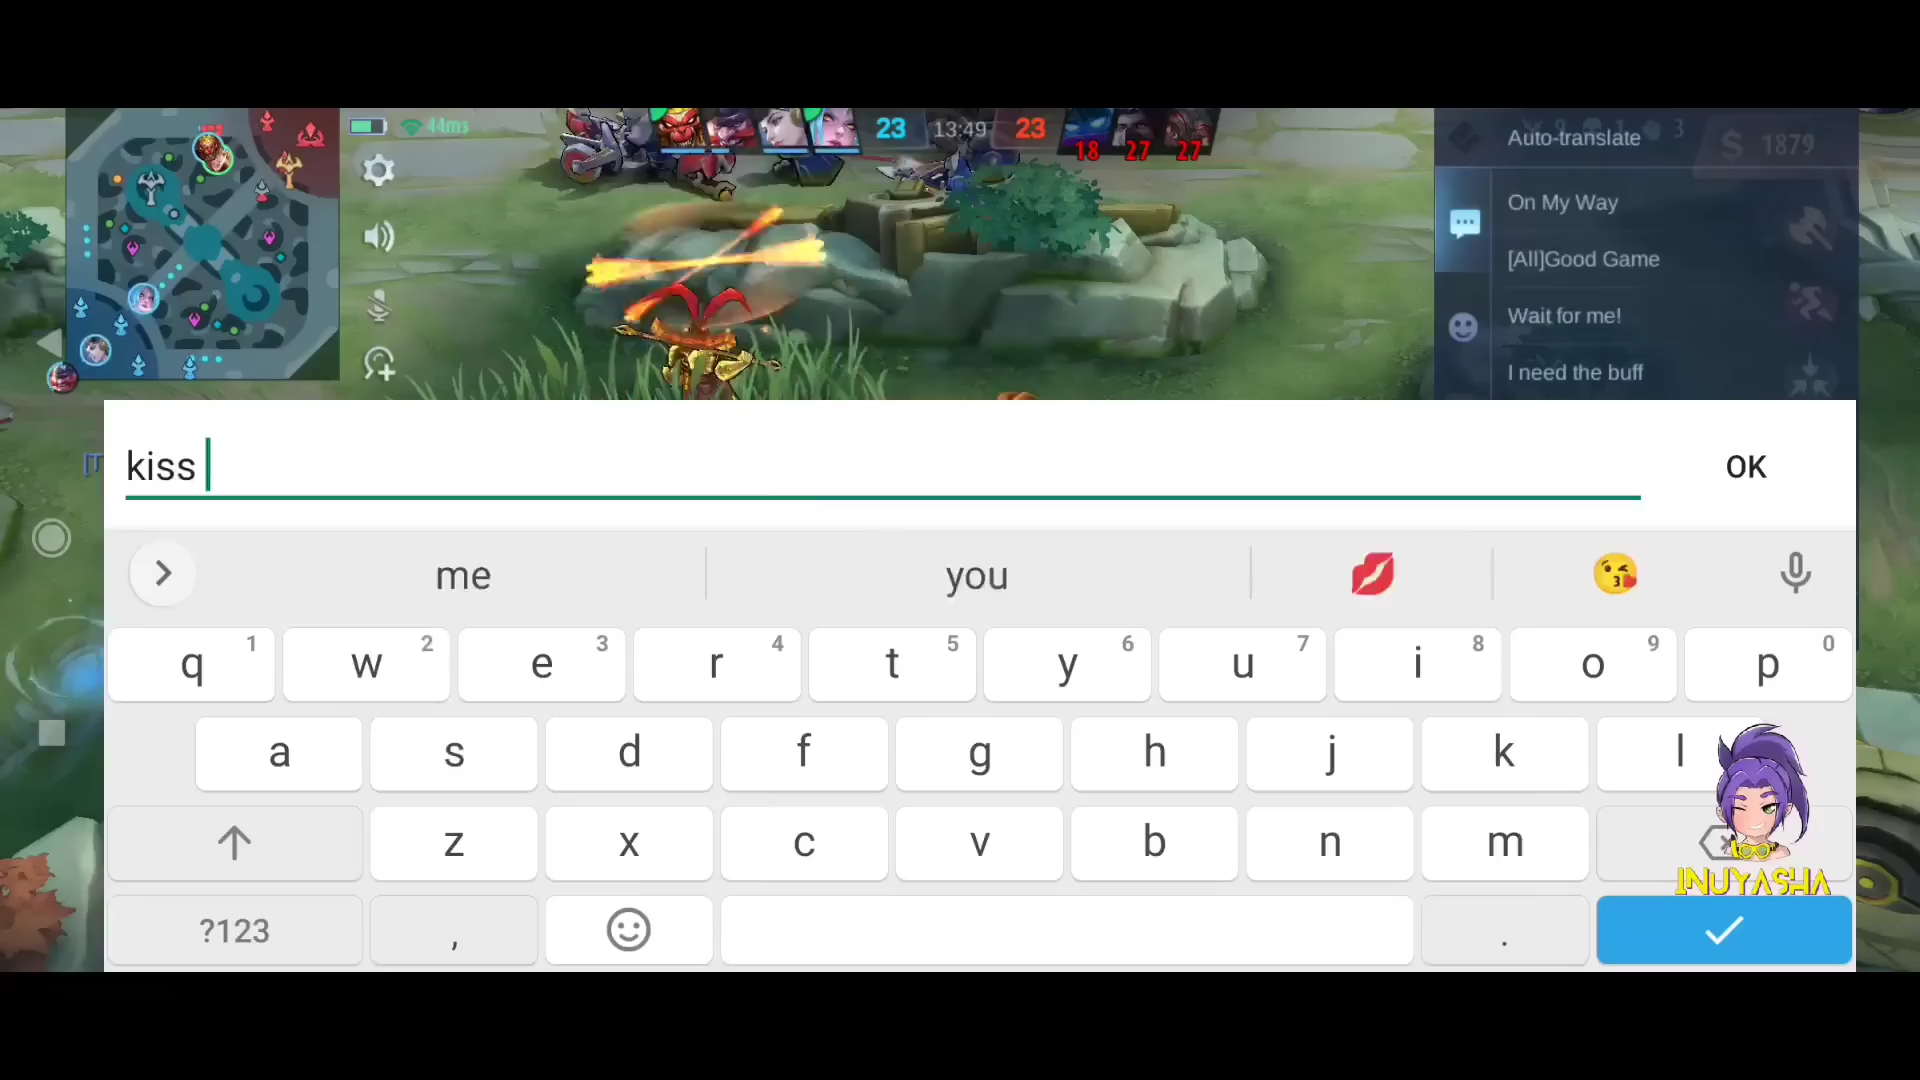 44ms
23 13:49 23
18 27 27
3
1879
Auto-translate
On My Way
[All]Good Game
Wait for me!
I need the buff
kiss
OK
me you
q 1 w 2 e 3 r 4 t 5 y 6 u 7 i 8 o 9 p 0
a s d f g h j k l
z x c v b n m
INUYASHA
?123 , .